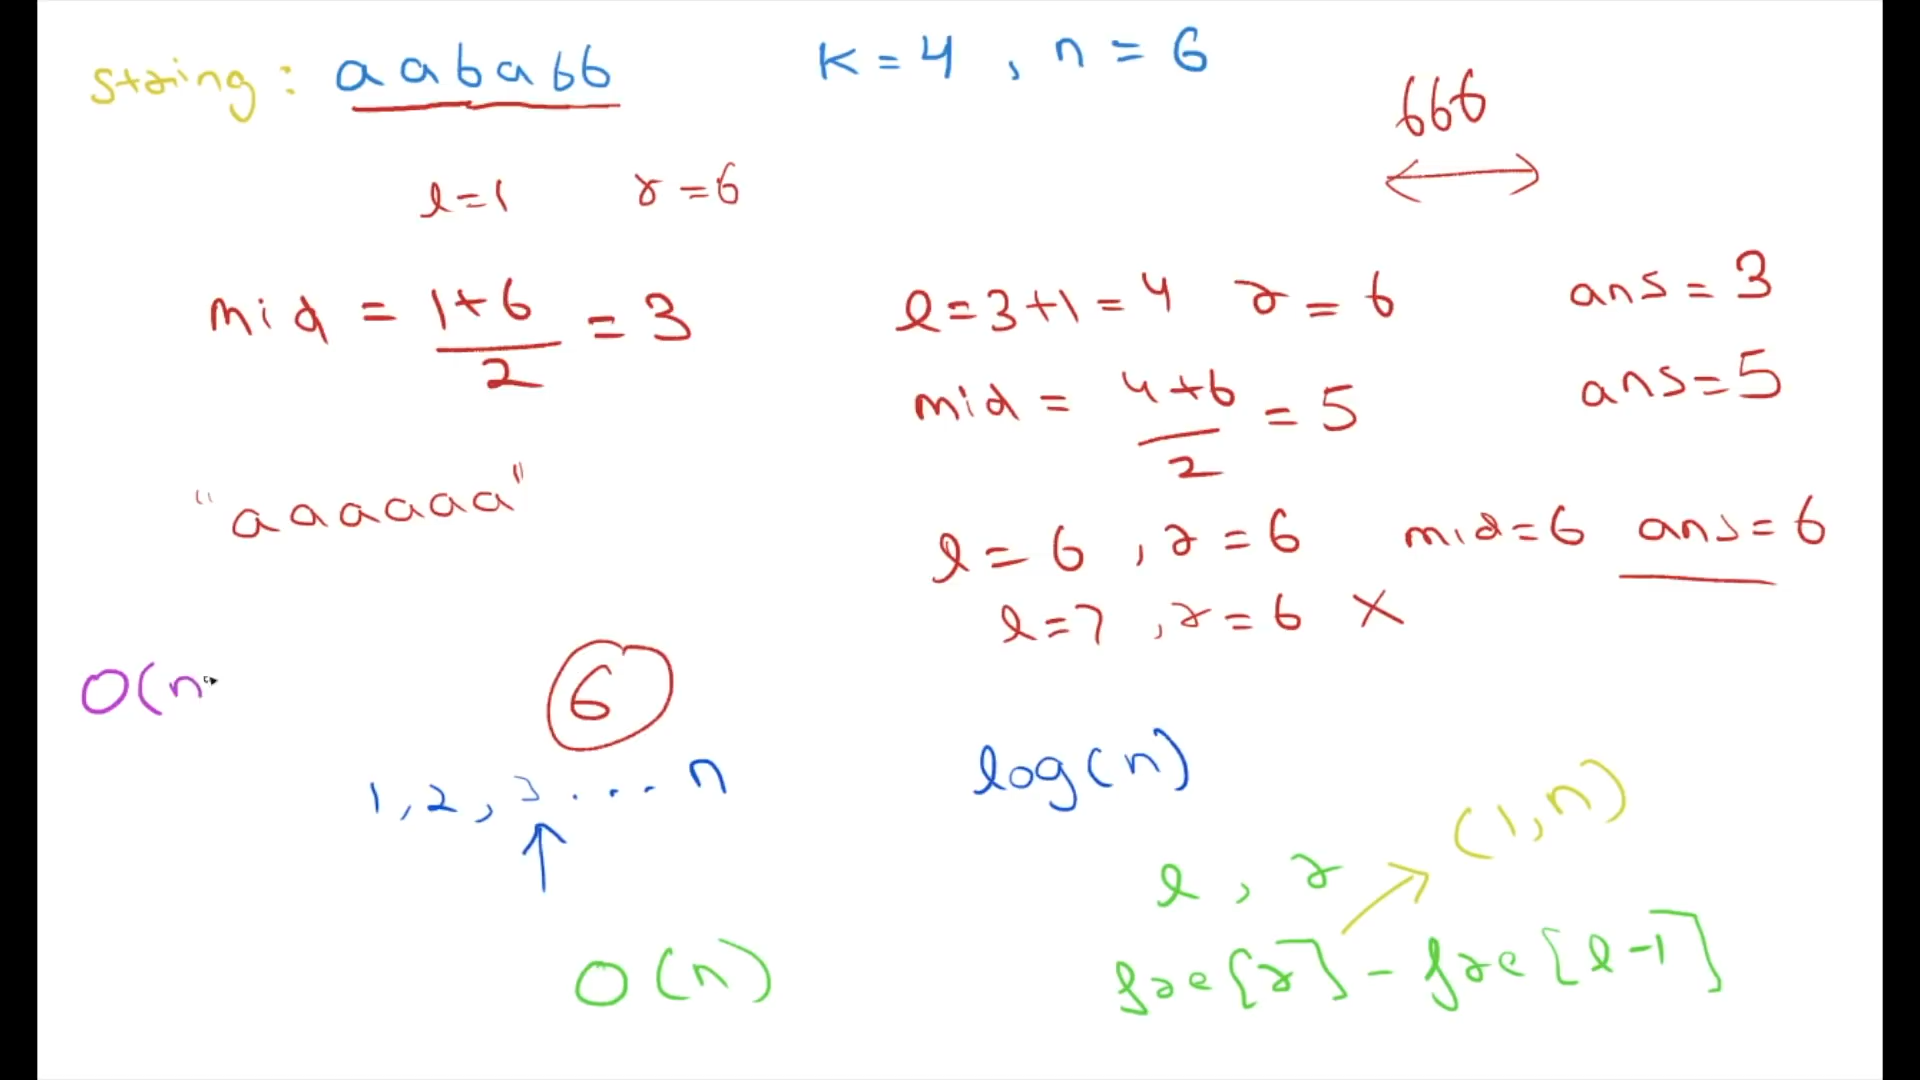 string: aababb K = 4, n = 6
bbb
l=1 r=6
mid = 1+6/2 = 3
l=3+1=4 r=6 ans=3
mid = 4+6/2 = 5 ans=5
"aaaaaa"
l=6, r=6 mid=6 ans=6
l=7, r=6 X
O(n
6
1, 2, 3 .... n
log(n)
(1,n)
l, r
O(n)
fre[r] - fre[l-1]